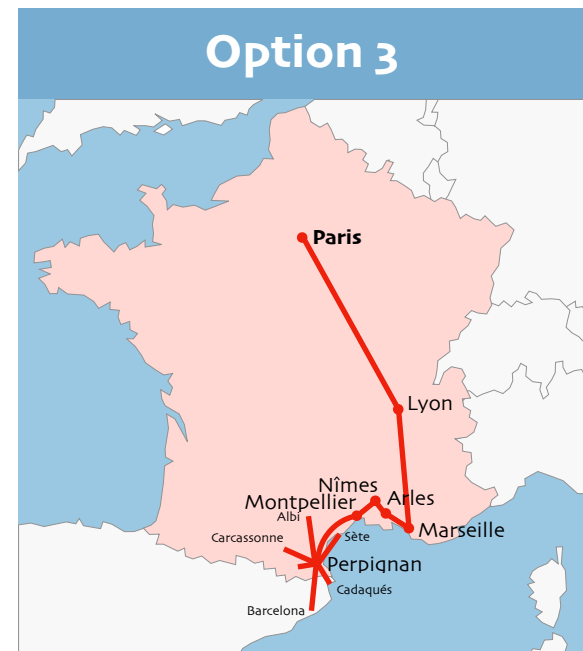 Option 3
Paris
Lyon
Nîmes
Montpellier
Arles
Albi
Marseille
Carcassonne
Sète
Perpignan
Cadaqués
Barcelona